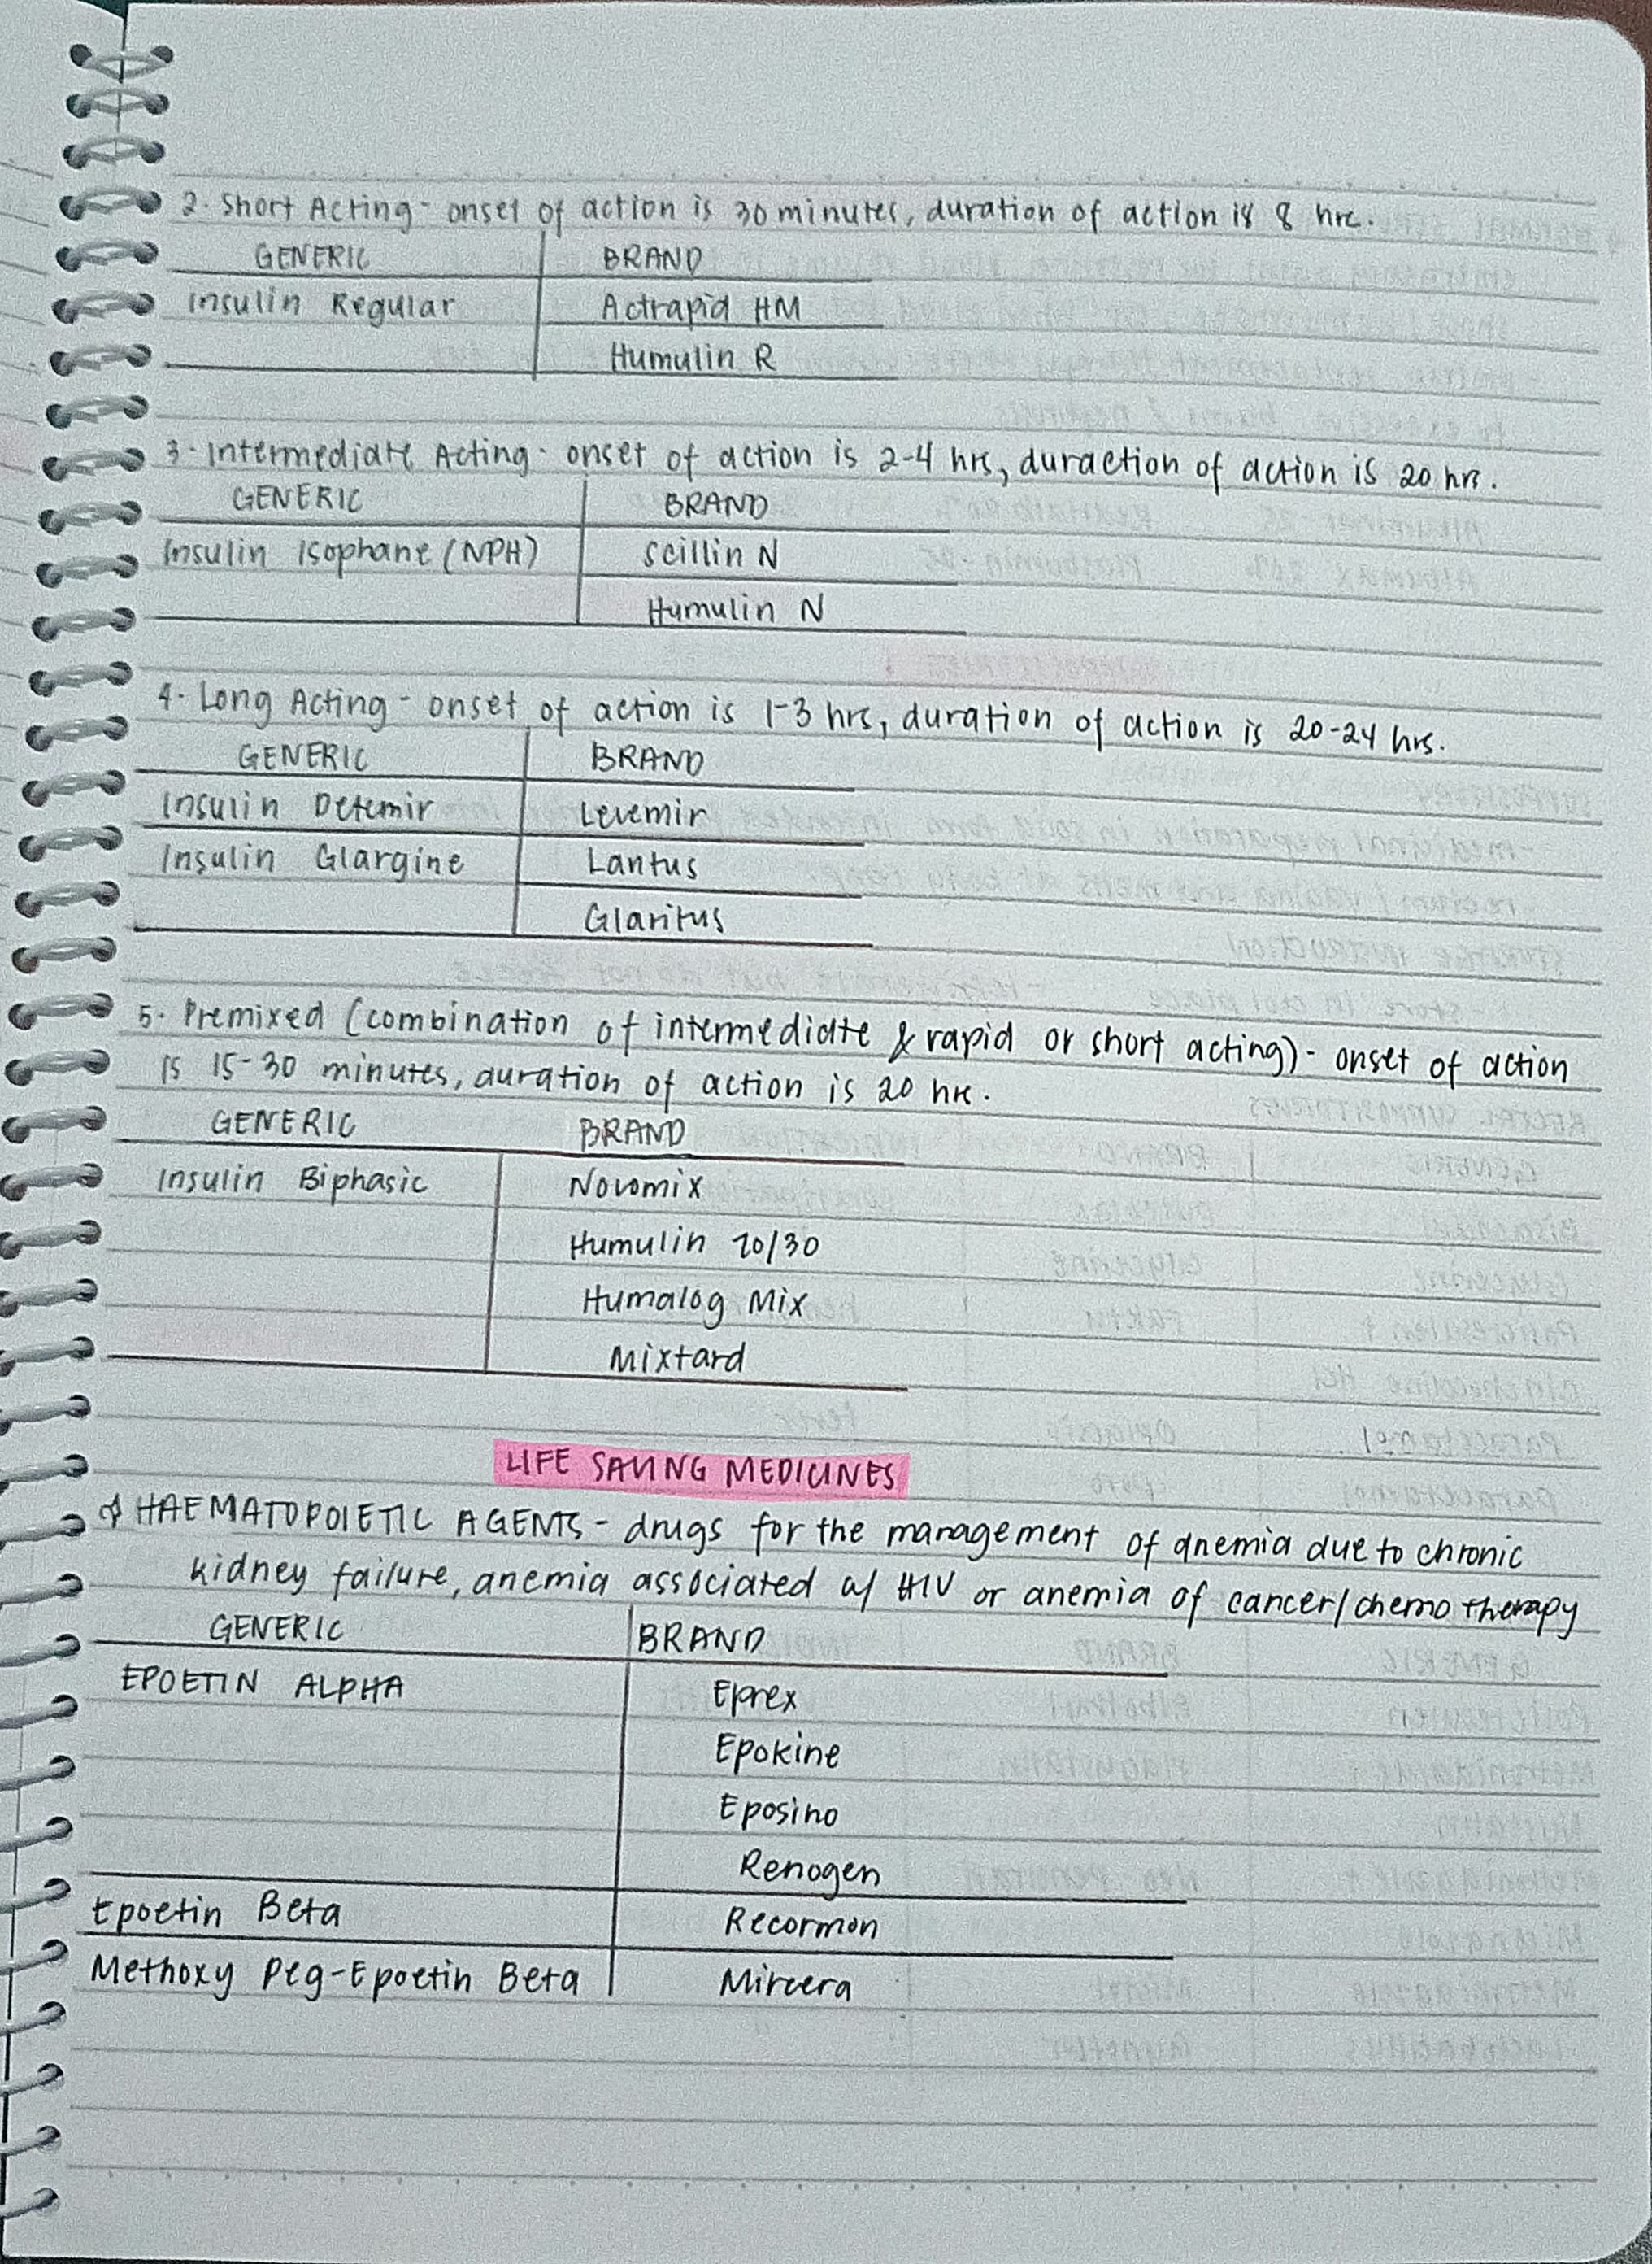 2. Short Acting - onset of action is 30 minutes, duration of action is 8 hrs.
GENERIC BRAND
Insulin Regular Actrapid HM
Humulin R
3. Intermediate Acting - onset of action is 2-4 hrs, duraction of action is 20 hrs.
GENERIC BRAND
Insulin Isophane (NPH) Scillin N
Humulin N
4. Long Acting - onset of action is 1-3 hrs, duration of action is 20-24 hrs.
GENERIC BRAND
Insulin Detemir Levemir
Insulin Glargine Lantus
Glaritus
5. Premixed (combination of intermediate & rapid or short acting) - onset of action
is 15-30 minutes, duration of action is 20 hrs.
GENERIC BRAND
Insulin Biphasic Novomix
Humulin 70/30
Humalog Mix
Mixtard
LIFE SAVING MEDICINES
HAEMATOPOIETIC AGENTS - drugs for the management of anemia due to chronic
kidney failure, anemia associated w/ HIV or anemia of cancer/chemo therapy
GENERIC BRAND
EPOETIN ALPHA Eprex
Epokine
Eposino
Renogen
Epoetin Beta Recormon
Methoxy Peg-Epoetin Beta Mircera